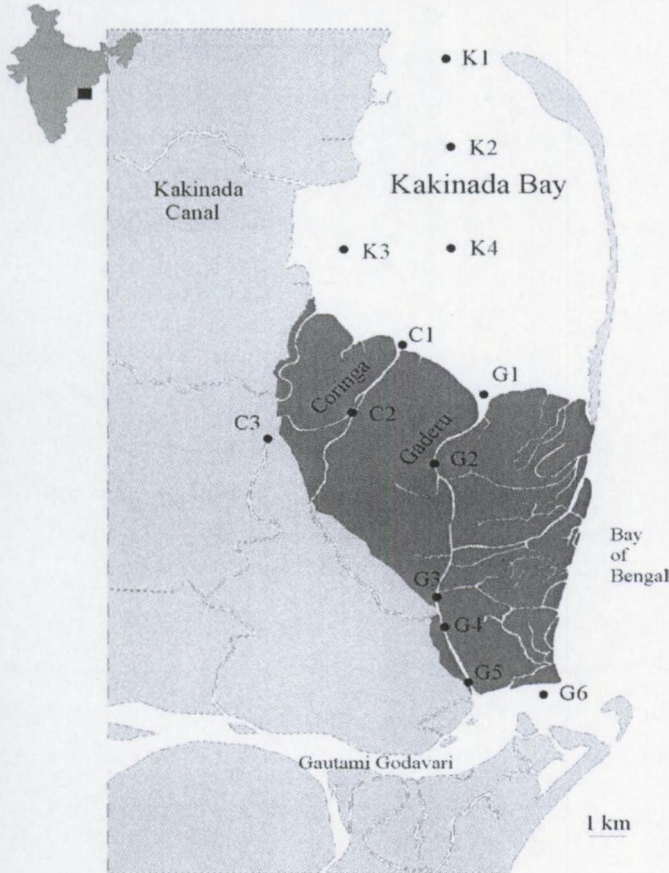 K1
K2
Kakinada Bay
Kakinada
Canal
K3
K4
C1
G1
Coringa
C2
C3
Gaderu
G2
Bay
of
Bengal
G3
G4
G5
G6
Gautami Godavari
1 km